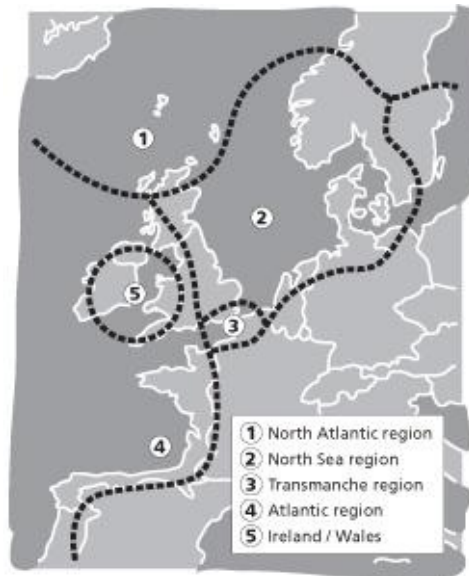 1
2
5
3
4
1 North Atlantic region
2 North Sea region
3 Transmanche region
4 Atlantic region
5 Ireland / Wales